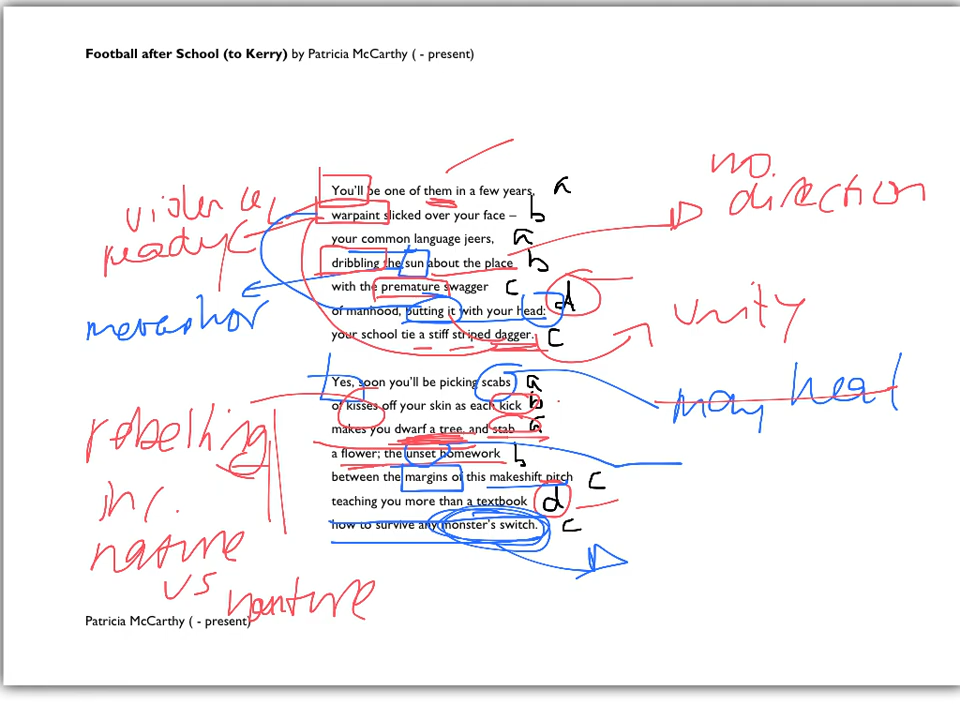 Football after School (to Kerry) by Patricia McCarthy ( - present)
no
direction
violence
ready
metaphor
You'll be one of them in a few years, a
warpaint slicked over your face – b
your common language jeers, a
dribbling the sun about the place b
with the premature swagger c
of manhood, putting it with your head: d
your school tie a stiff striped dagger. c
unity
Yes, soon you'll be picking scabs a
of kisses off your skin as each kick b
makes you dwarf a tree, and stab a
a flower; the unset homework b
between the margins of this makeshift pitch c
teaching you more than a textbook d
how to survive any monster's switch. c
may heal
nature
vs
Patricia McCarthy ( - present)